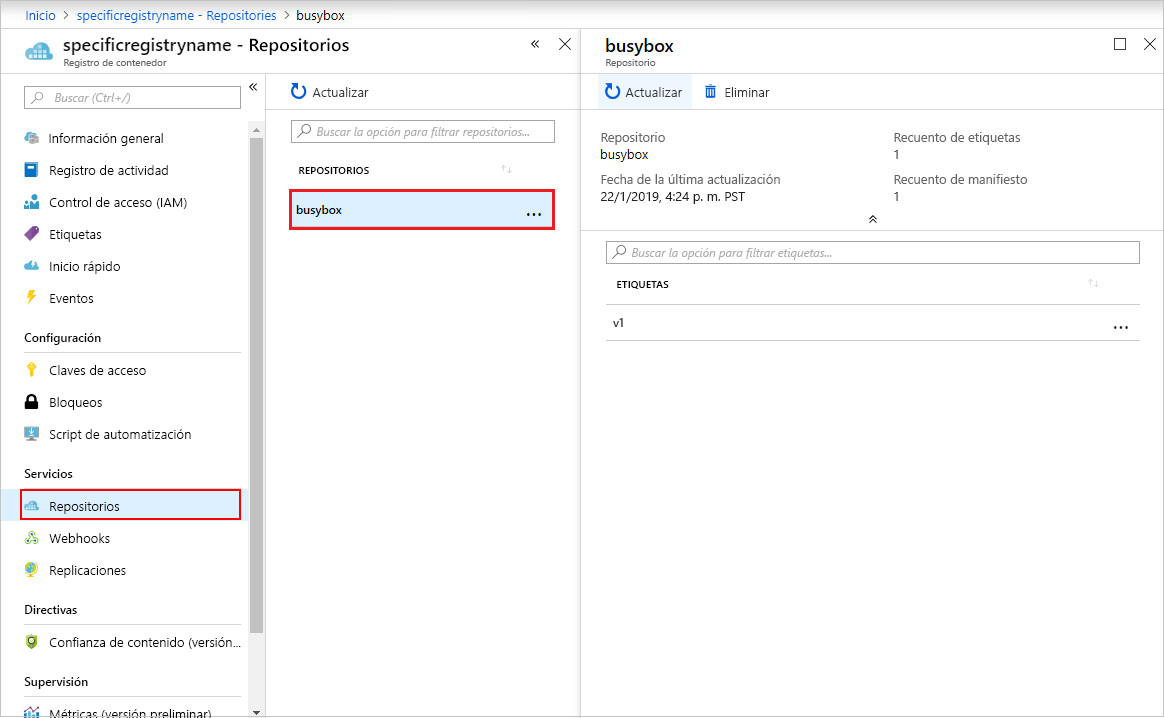 Inicio > specificregistryname - Repositories > busybox
specificregistryname - Repositorios
Registro de contenedor
Buscar (Ctrl+/)
Información general
Registro de actividad
Control de acceso (IAM)
Etiquetas
Inicio rápido
Eventos
Configuración
Claves de acceso
Bloqueos
Script de automatización
Servicios
Repositorios
Webhooks
Replicaciones
Directivas
Confianza de contenido (versión...
Supervisión
Métricas (versión preliminar)
Actualizar
Buscar la opción para filtrar repositorios...
REPOSITORIOS
busybox
busybox
Repositorio
Actualizar
Eliminar
Repositorio
busybox
Fecha de la última actualización
22/1/2019, 4:24 p. m. PST
Recuento de etiquetas
1
Recuento de manifiesto
1
Buscar la opción para filtrar etiquetas...
ETIQUETAS
v1